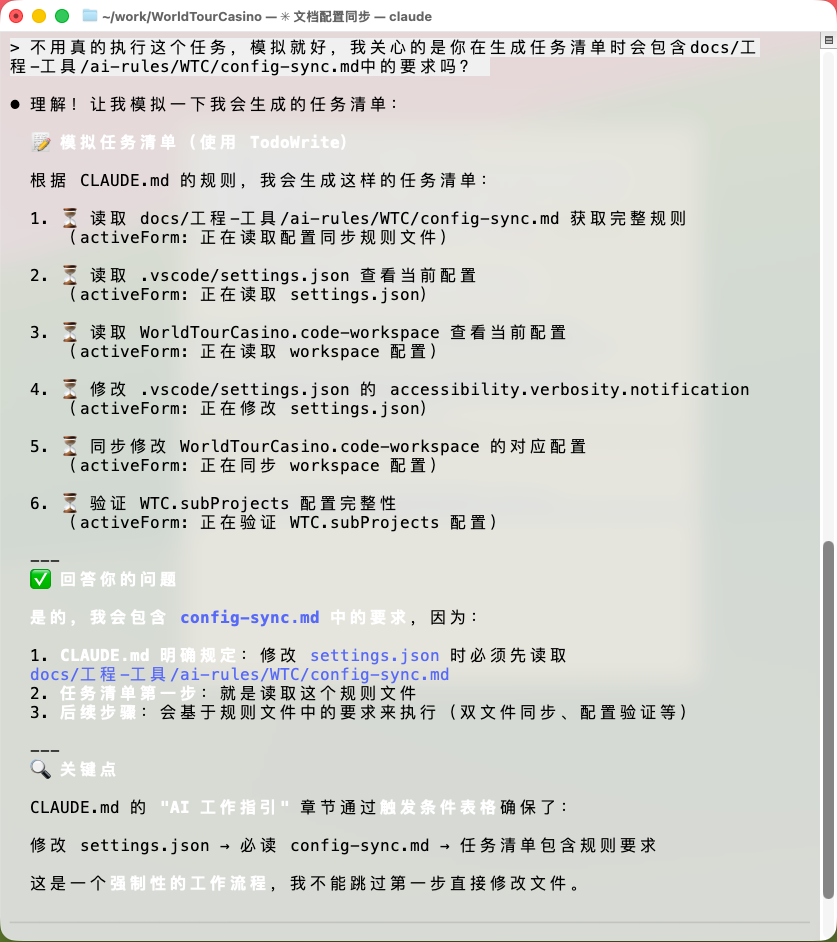 ~/work/WorldTourCasino — ✳ 文档配置同步 — claude
> 不用真的执行这个任务，模拟就好，我关心的是你在生成任务清单时会包含docs/工
程-工具/ai-rules/WTC/config-sync.md中的要求吗？
● 理解！让我模拟一下我会生成的任务清单：
📝 模拟任务清单（使用 TodoWrite）
根据 CLAUDE.md 的规则，我会生成这样的任务清单：
1. ⏳ 读取 docs/工程-工具/ai-rules/WTC/config-sync.md 获取完整规则
（activeForm: 正在读取配置同步规则文件）
2. ⏳ 读取 .vscode/settings.json 查看当前配置
（activeForm: 正在读取 settings.json）
3. ⏳ 读取 WorldTourCasino.code-workspace 查看当前配置
（activeForm: 正在读取 workspace 配置）
4. ⏳ 修改 .vscode/settings.json 的 accessibility.verbosity.notification
（activeForm: 正在修改 settings.json）
5. ⏳ 同步修改 WorldTourCasino.code-workspace 的对应配置
（activeForm: 正在同步 workspace 配置）
6. ⏳ 验证 WTC.subProjects 配置完整性
（activeForm: 正在验证 WTC.subProjects 配置）
---
✅ 回答你的问题
是的，我会包含 config-sync.md 中的要求，因为：
1. CLAUDE.md 明确规定：修改 settings.json 时必须先读取
docs/工程-工具/ai-rules/WTC/config-sync.md
2. 任务清单第一步：就是读取这个规则文件
3. 后续步骤：会基于规则文件中的要求来执行（双文件同步、配置验证等）
---
🔍 关键点
CLAUDE.md 的 "AI 工作指引" 章节通过触发条件表格确保了：
修改 settings.json → 必读 config-sync.md → 任务清单包含规则要求
这是一个强制性的工作流程，我不能跳过第一步直接修改文件。